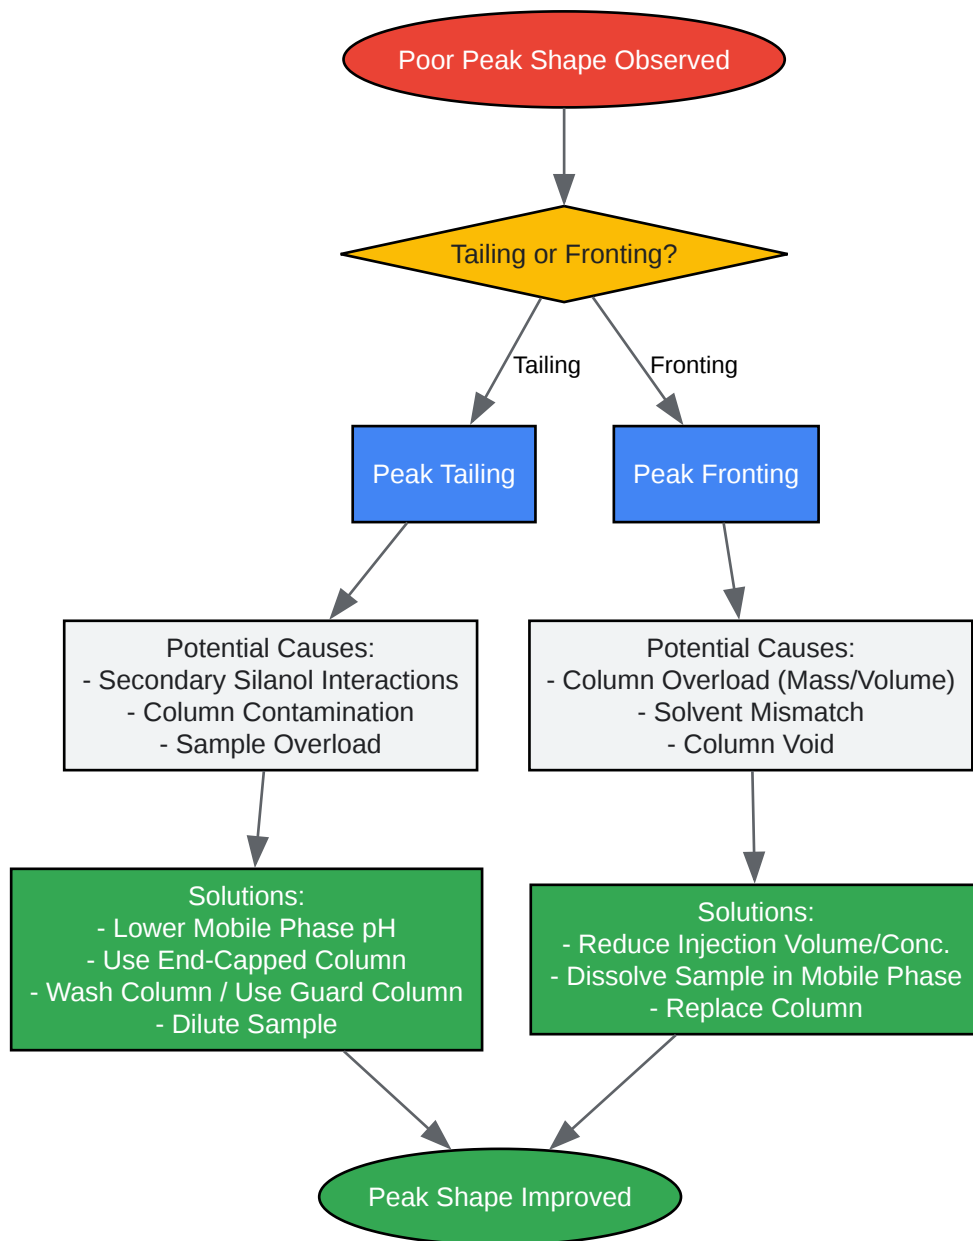 Poor Peak Shape Observed
Tailing or Fronting?
Tailing
Fronting
Peak Tailing
Peak Fronting
Potential Causes:
- Secondary Silanol Interactions
- Column Contamination
- Sample Overload
Potential Causes:
- Column Overload (Mass/Volume)
- Solvent Mismatch
- Column Void
Solutions:
- Lower Mobile Phase pH
- Use End-Capped Column
- Wash Column / Use Guard Column
- Dilute Sample
Solutions:
- Reduce Injection Volume/Conc.
- Dissolve Sample in Mobile Phase
- Replace Column
Peak Shape Improved